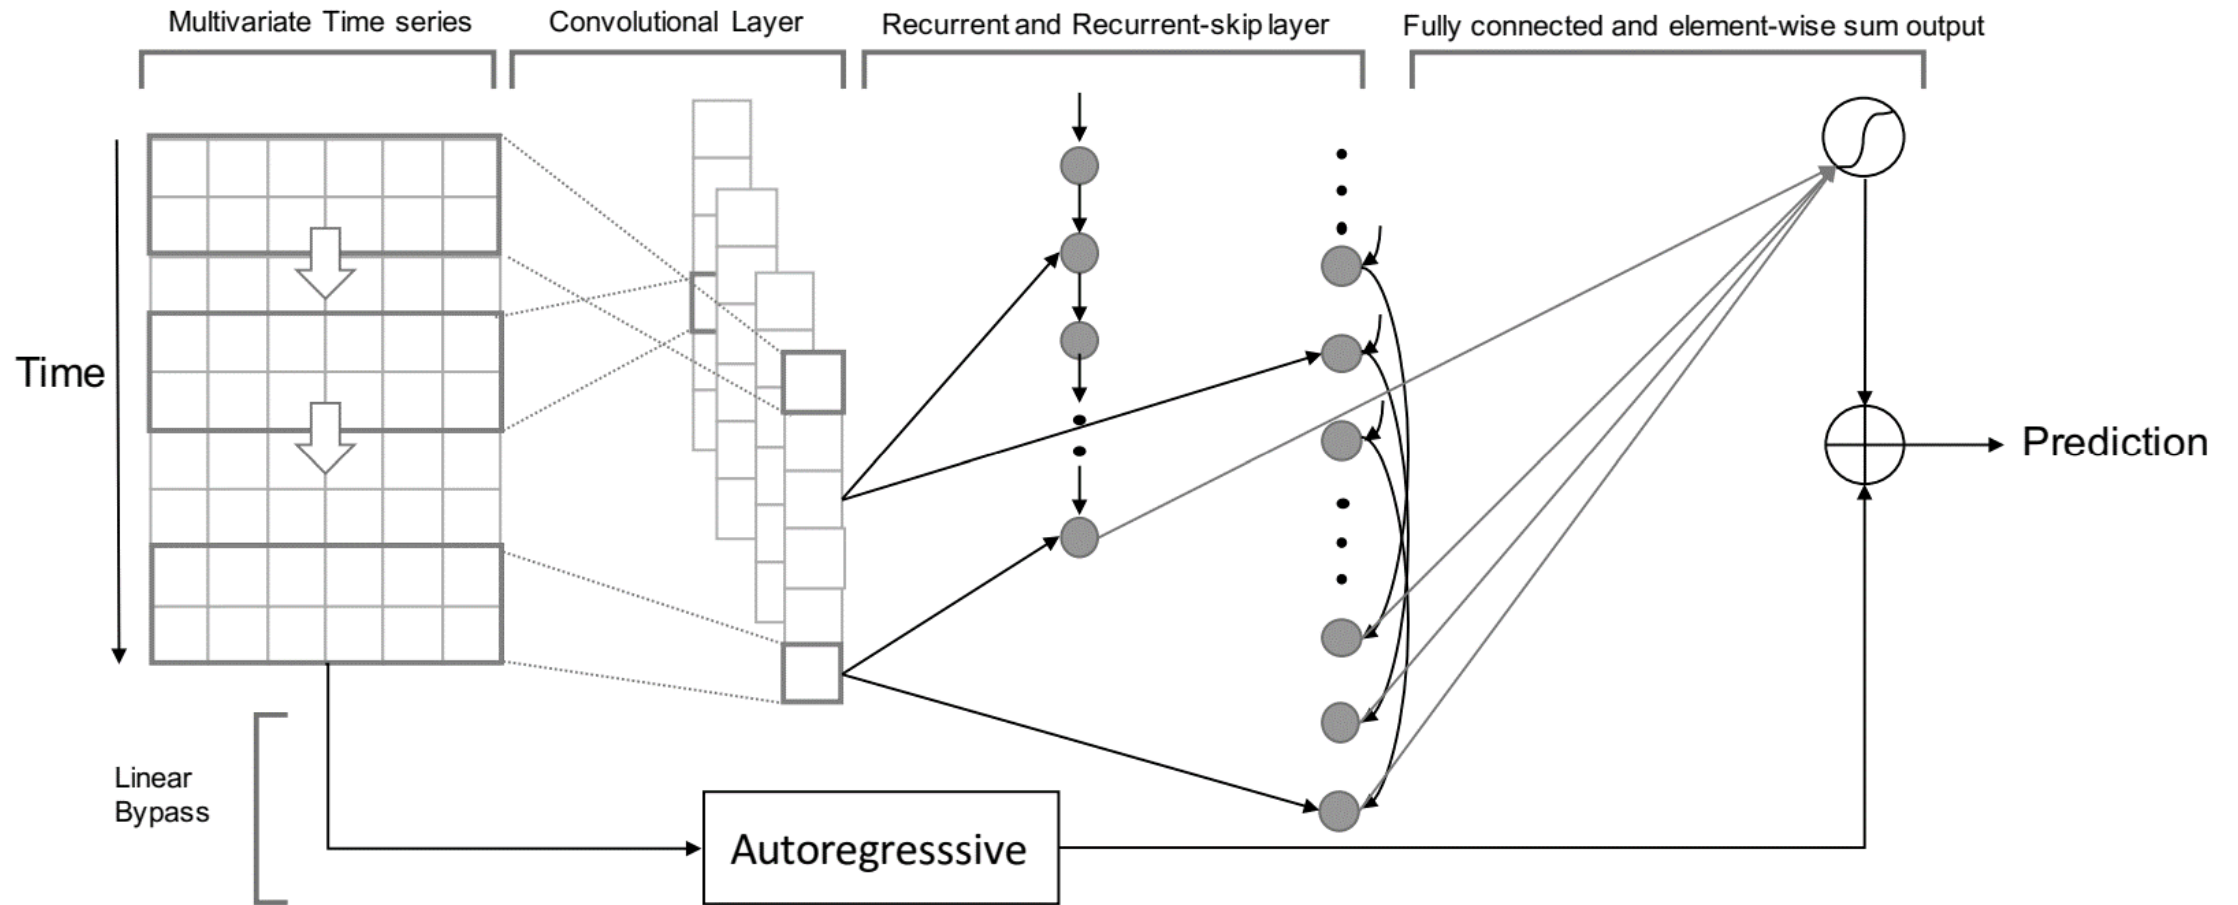 Multivariate Time series
Convolutional Layer
Recurrent and Recurrent-skip layer
Fully connected and element-wise sum output
Time
Prediction
Linear
Bypass
Autoregresssive